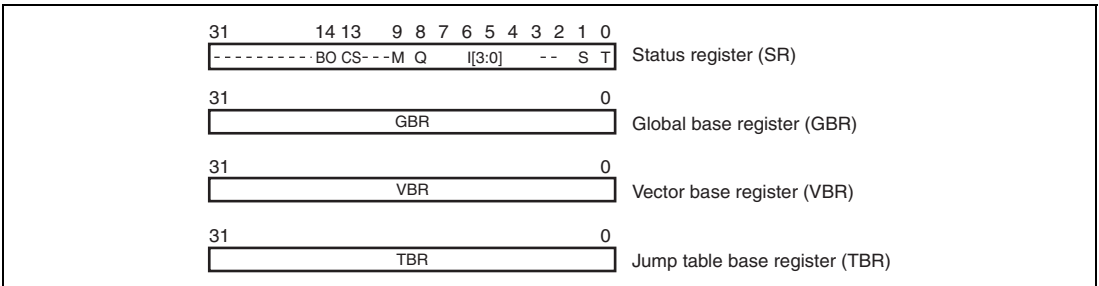 31 14 13 9 8 7 6 5 4 3 2 1 0
---------- BO CS---M Q I[3:0] -- S T Status register (SR)
31 0
GBR Global base register (GBR)
31 0
VBR Vector base register (VBR)
31 0
TBR Jump table base register (TBR)